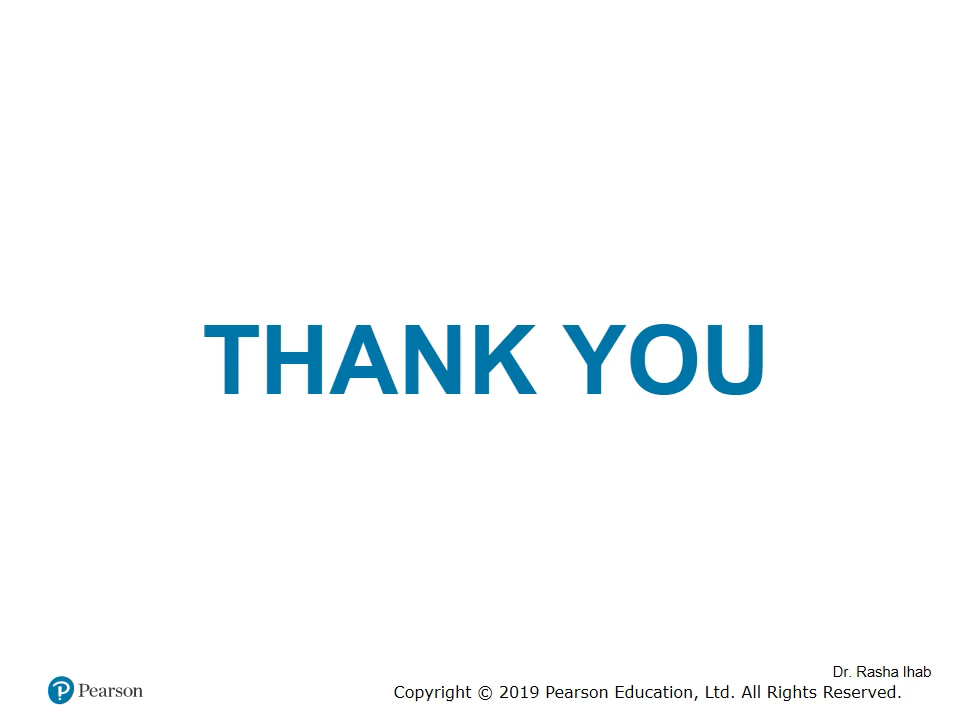 THANK YOU
Dr. Rasha Ihab
Pearson
Copyright © 2019 Pearson Education, Ltd. All Rights Reserved.